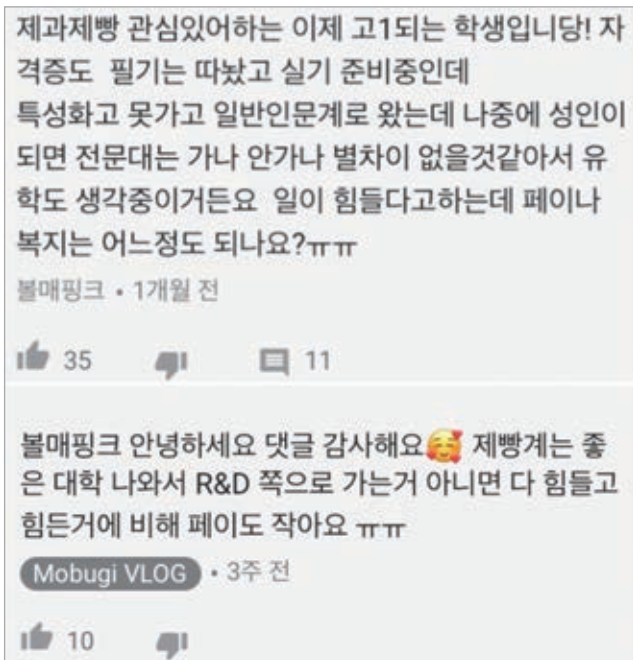 제과제빵 관심있어하는 이제 고1되는 학생입니당! 자
격증도  필기는 따놨고 실기 준비중인데
특성화고 못가고 일반인문계로 왔는데 나중에 성인이
되면 전문대는 가나 안가나 별차이 없을것같아서 유
학도 생각중이거든요  일이 힘들다고하는데 페이나
복지는 어느정도 되나요?ㅠㅠ
볼매핑크 • 1개월 전
35 11
볼매핑크 안녕하세요 댓글 감사해요🥰 제빵계는 좋
은 대학 나와서 R&D 쪽으로 가는거 아니면 다 힘들고
힘든거에 비해 페이도 작아요 ㅠㅠ
Mobugi VLOG • 3주 전
10